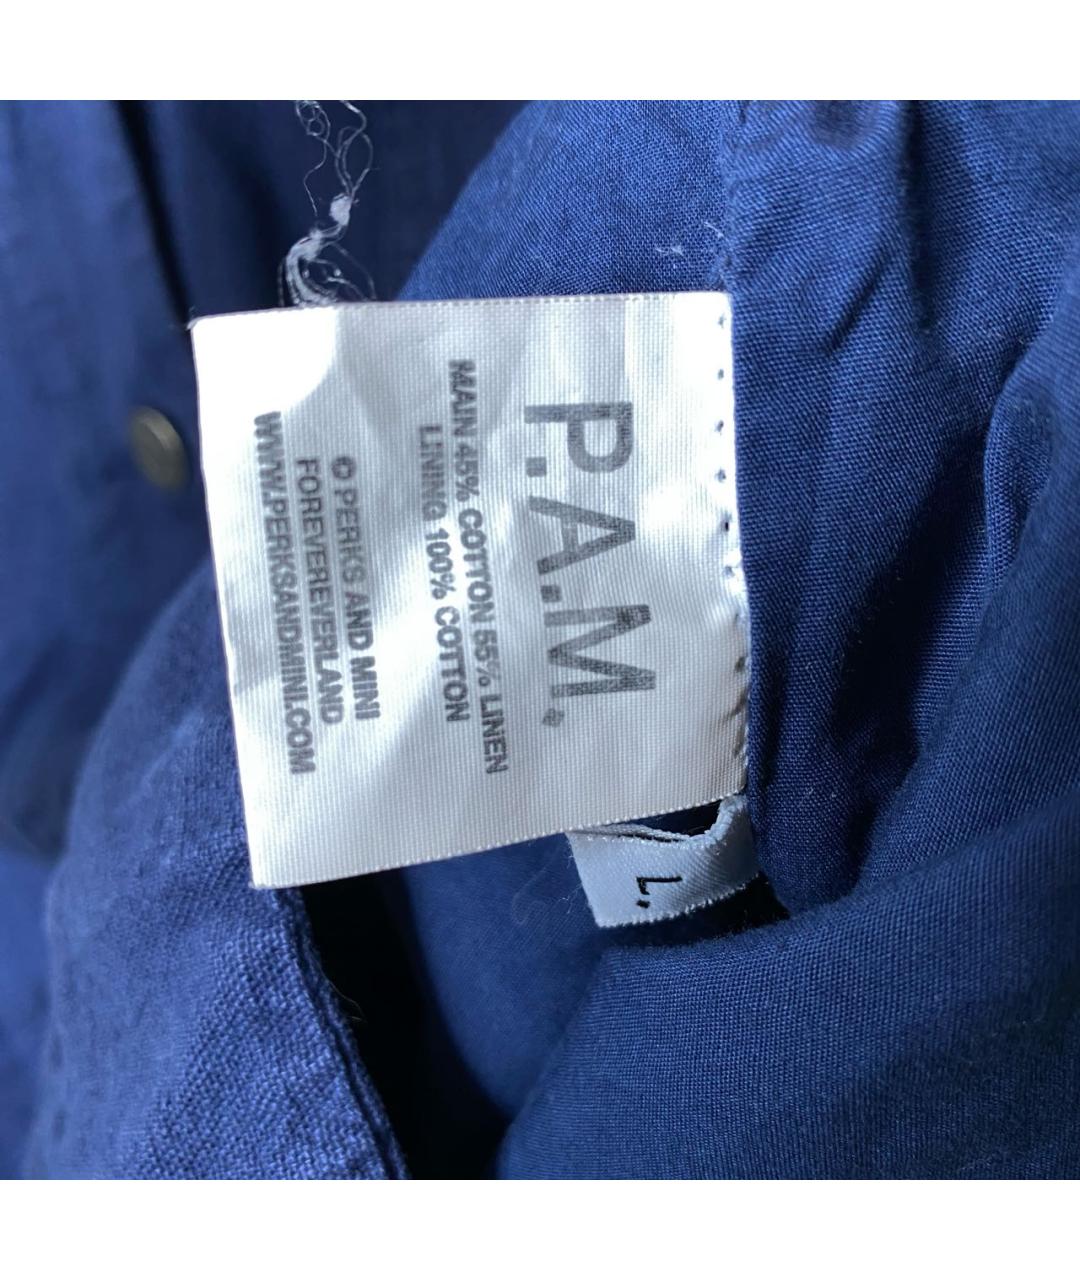 P.A.M.
MAIN 45% COTTON 55% LINEN
LINING 100% COTTON
© PERKS AND MINI
FOREVEREVERLAND
WWW.PERKSANDMINI.COM
L.